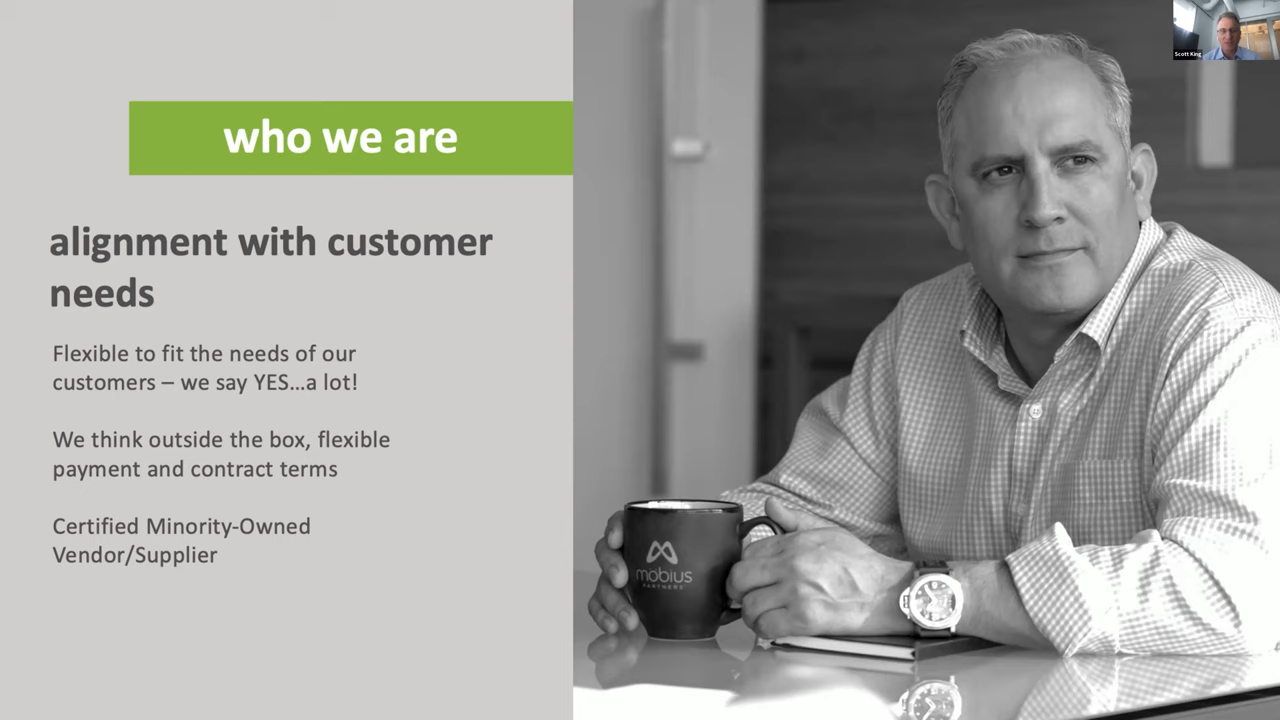 who we are
alignment with customer
needs
Flexible to fit the needs of our
customers – we say YES...a lot!
We think outside the box, flexible
payment and contract terms
Certified Minority-Owned
Vendor/Supplier
möbius
PARTNERS
Scott King